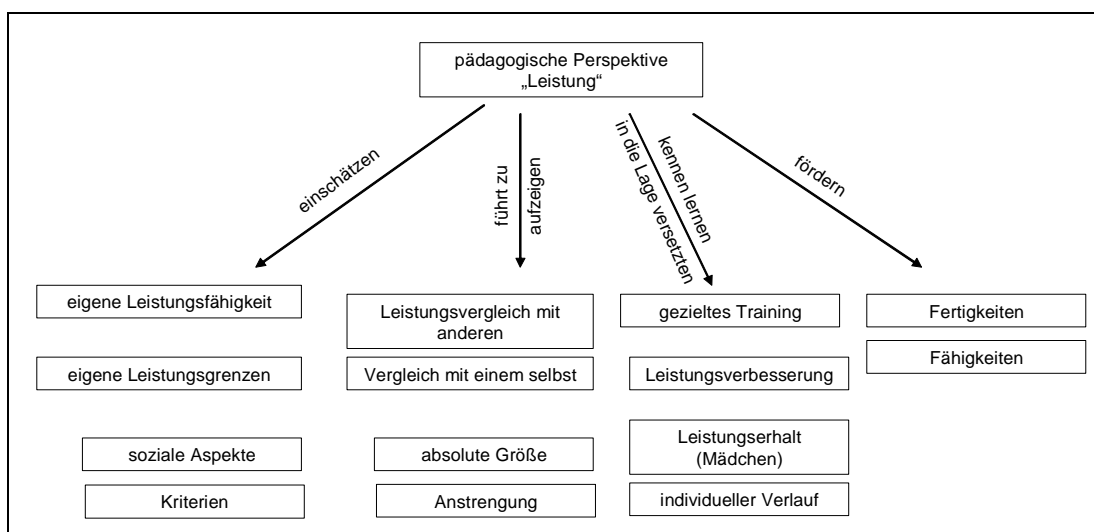 pädagogische Perspektive
„Leistung“
einschätzen
führt zu
aufzeigen
in die Lage versetzten
kennen lernen
fördern
eigene Leistungsfähigkeit
eigene Leistungsgrenzen
soziale Aspekte
Kriterien
Leistungsvergleich mit
anderen
Vergleich mit einem selbst
absolute Größe
Anstrengung
gezieltes Training
Leistungsverbesserung
Leistungserhalt
(Mädchen)
individueller Verlauf
Fertigkeiten
Fähigkeiten